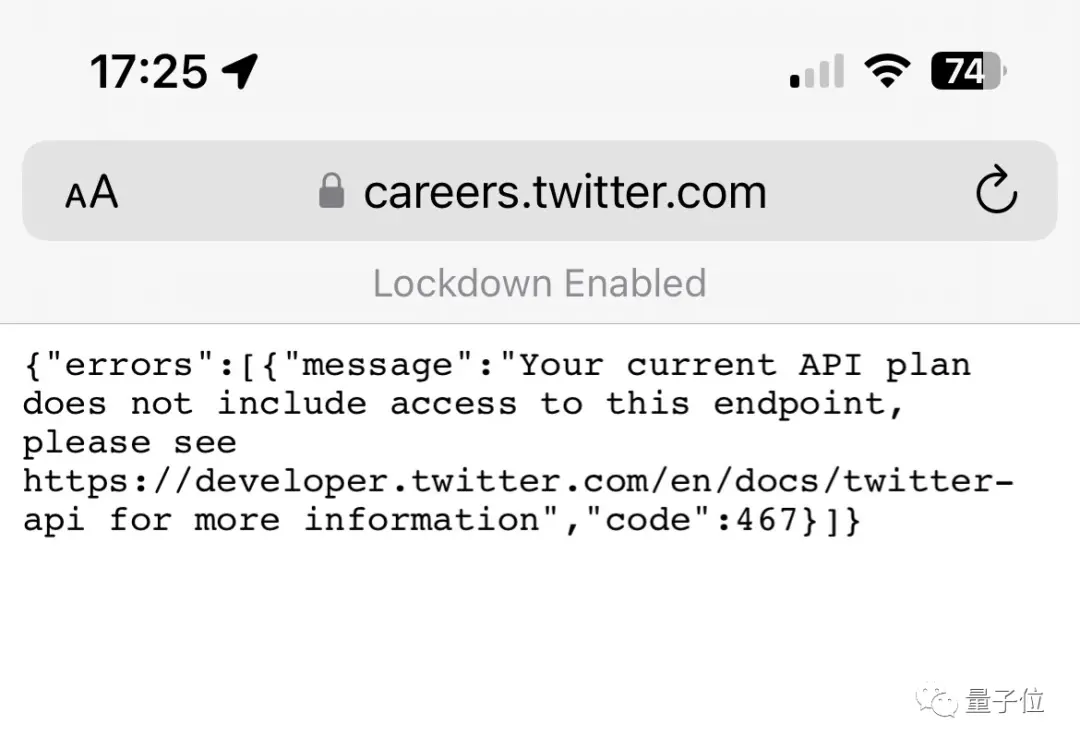 17:25
74
AA careers.twitter.com
Lockdown Enabled
{"errors":[{"message":"Your current API plan
does not include access to this endpoint,
please see
https://developer.twitter.com/en/docs/twitter-
api for more information","code":467}]}
量子位